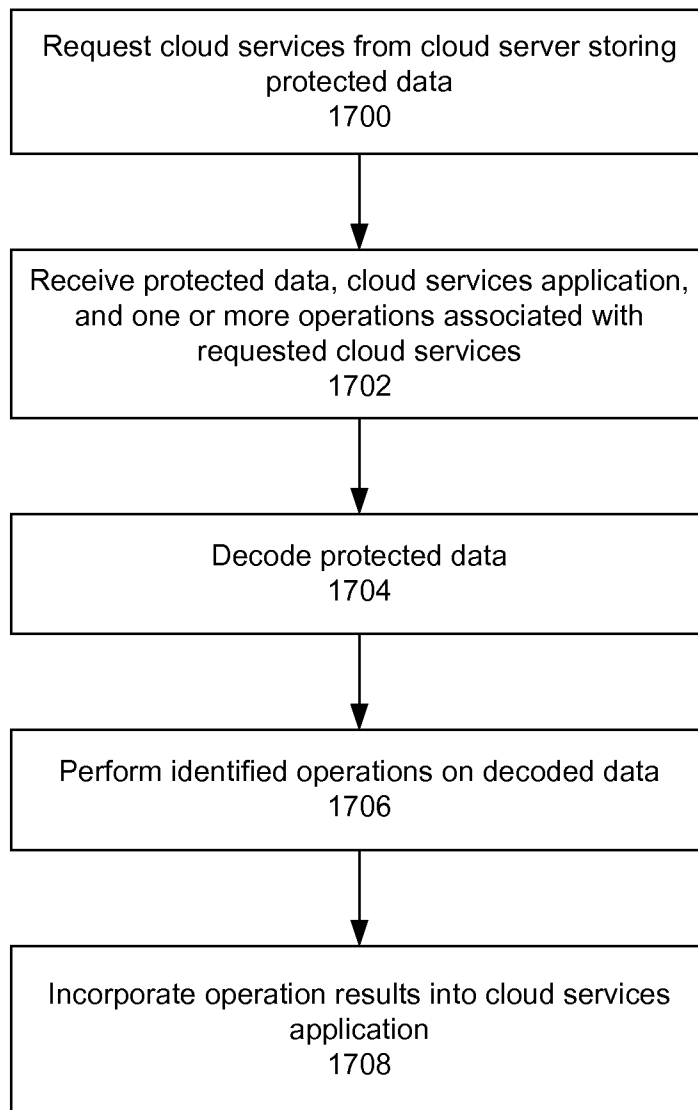 Request cloud services from cloud server storing
protected data
1700
Receive protected data, cloud services application,
and one or more operations associated with
requested cloud services
1702
Decode protected data
1704
Perform identified operations on decoded data
1706
Incorporate operation results into cloud services
application
1708